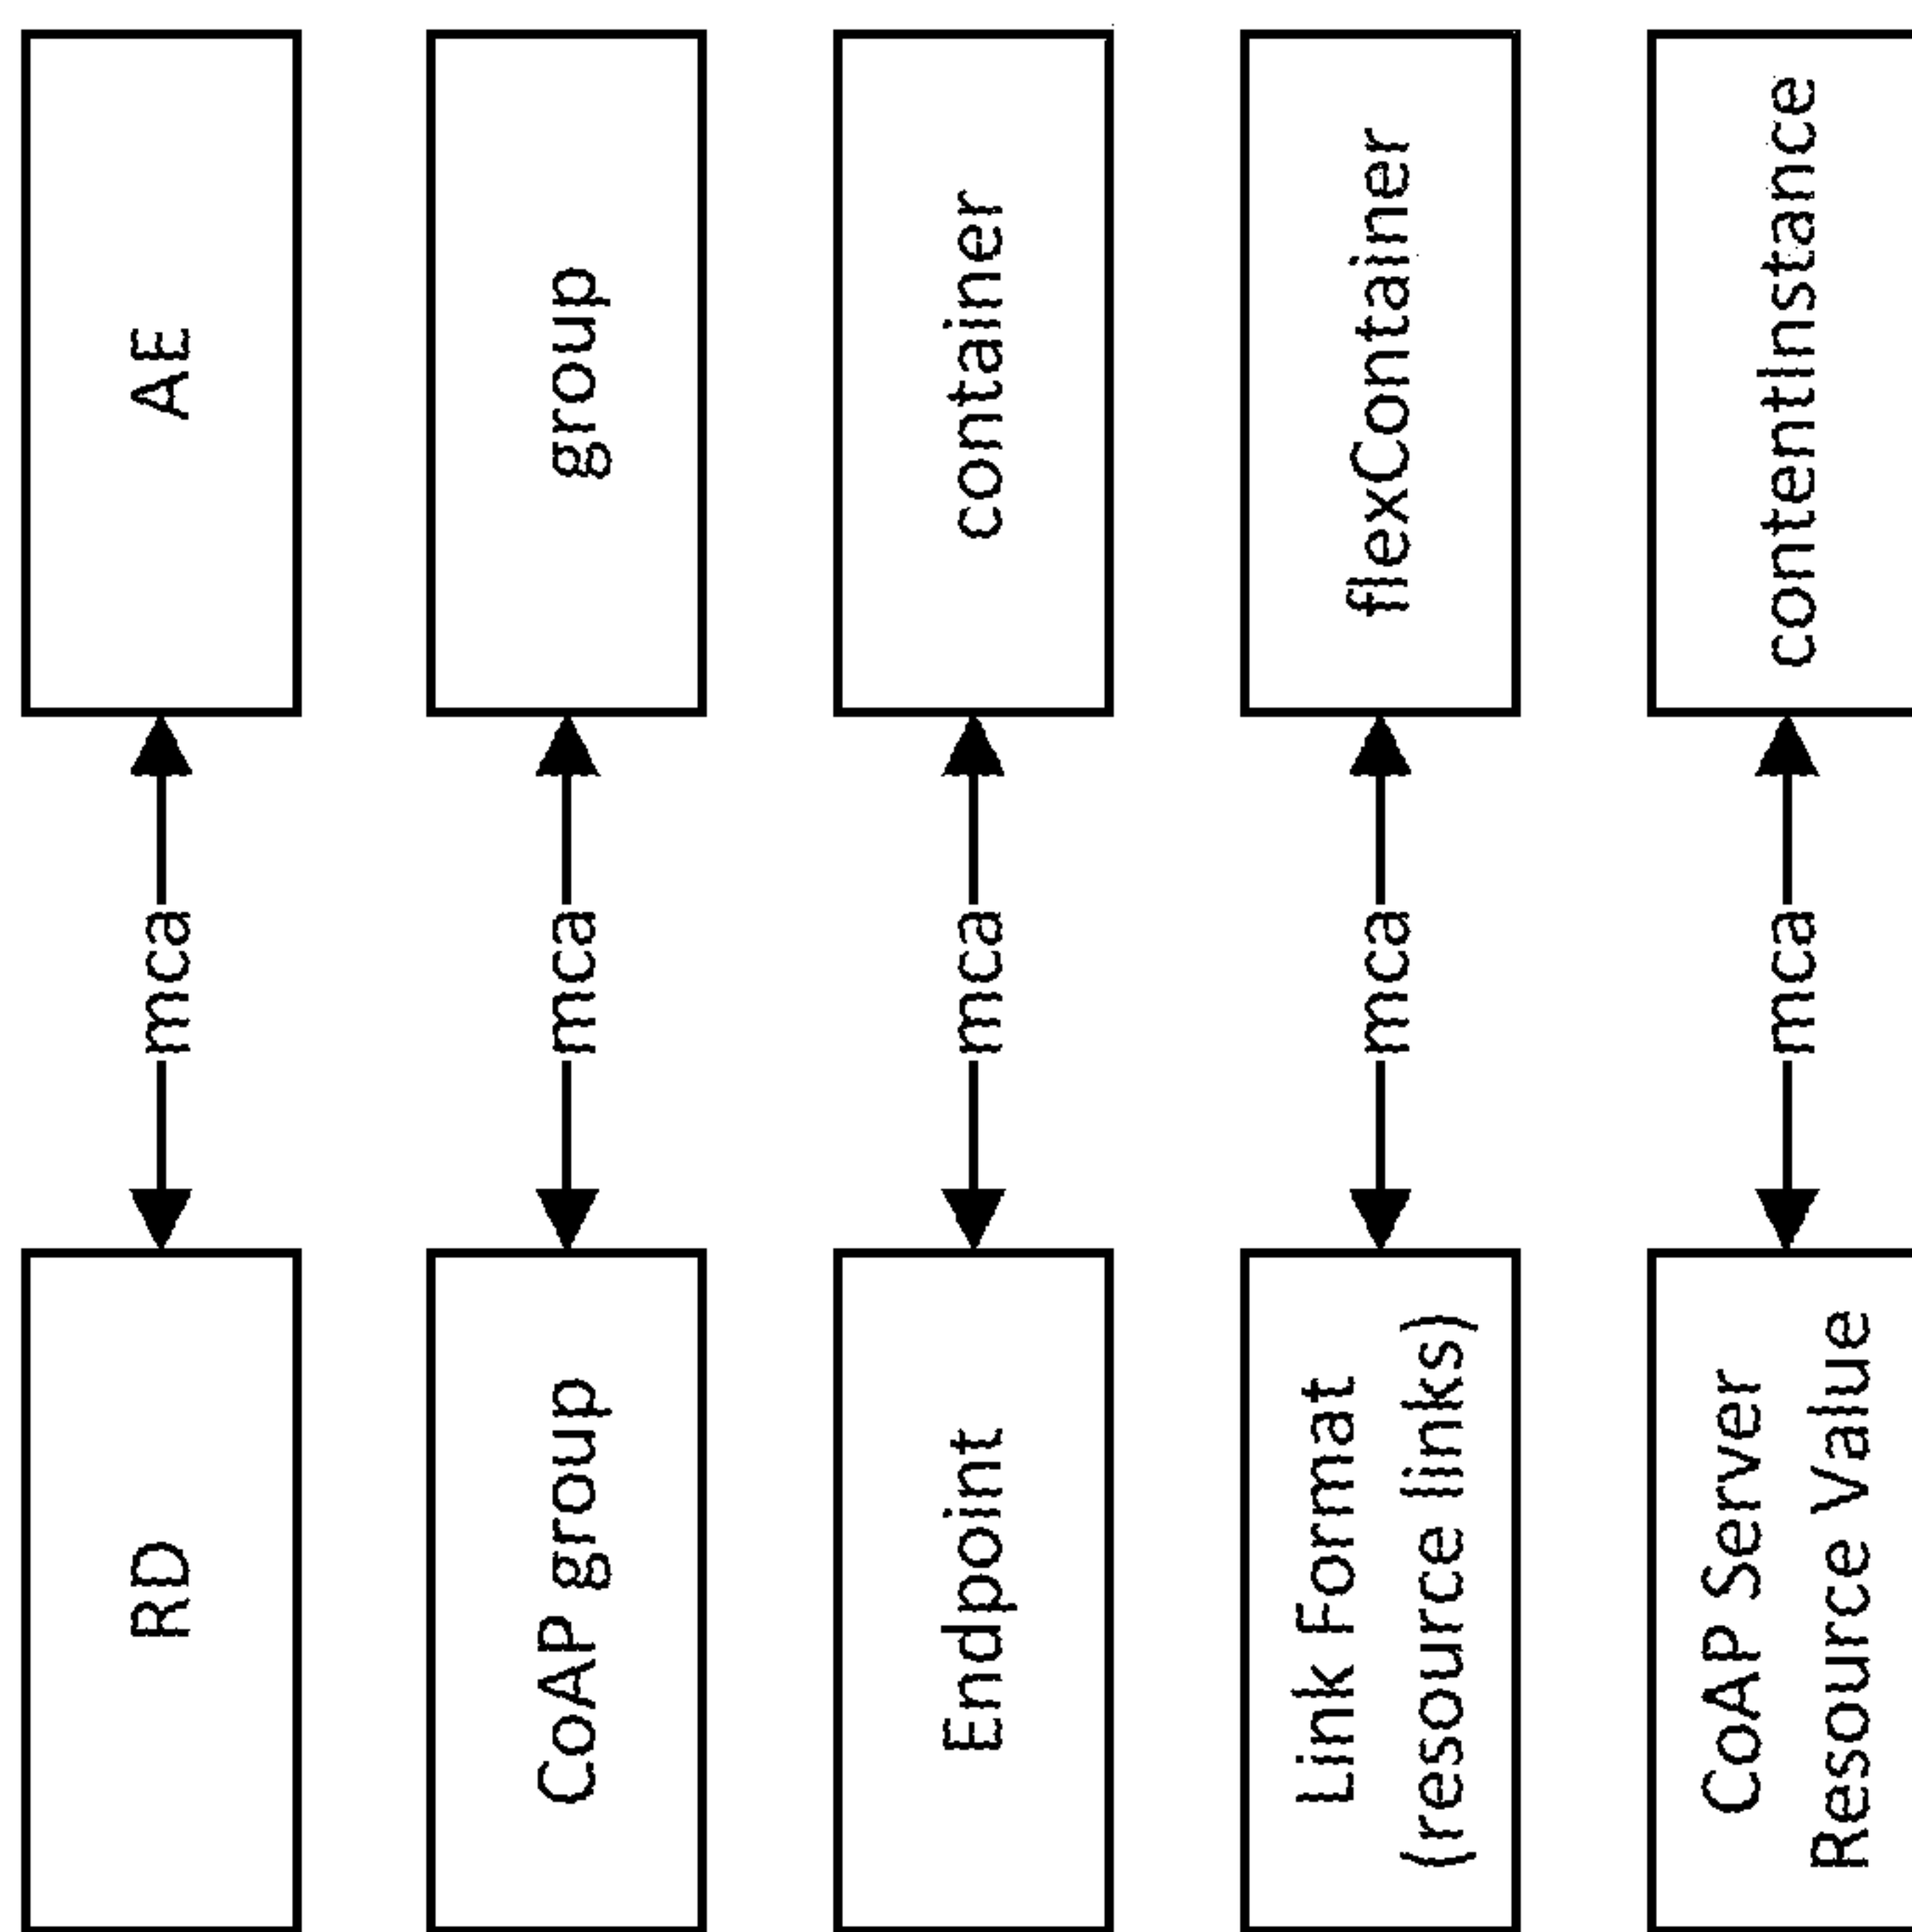 RD
mca
AE
CoAP group
mca
group
Endpoint
mca
container
Link Format
(resource links)
mca
flexContainer
CoAP Server
Resource Value
mca
contentInstance